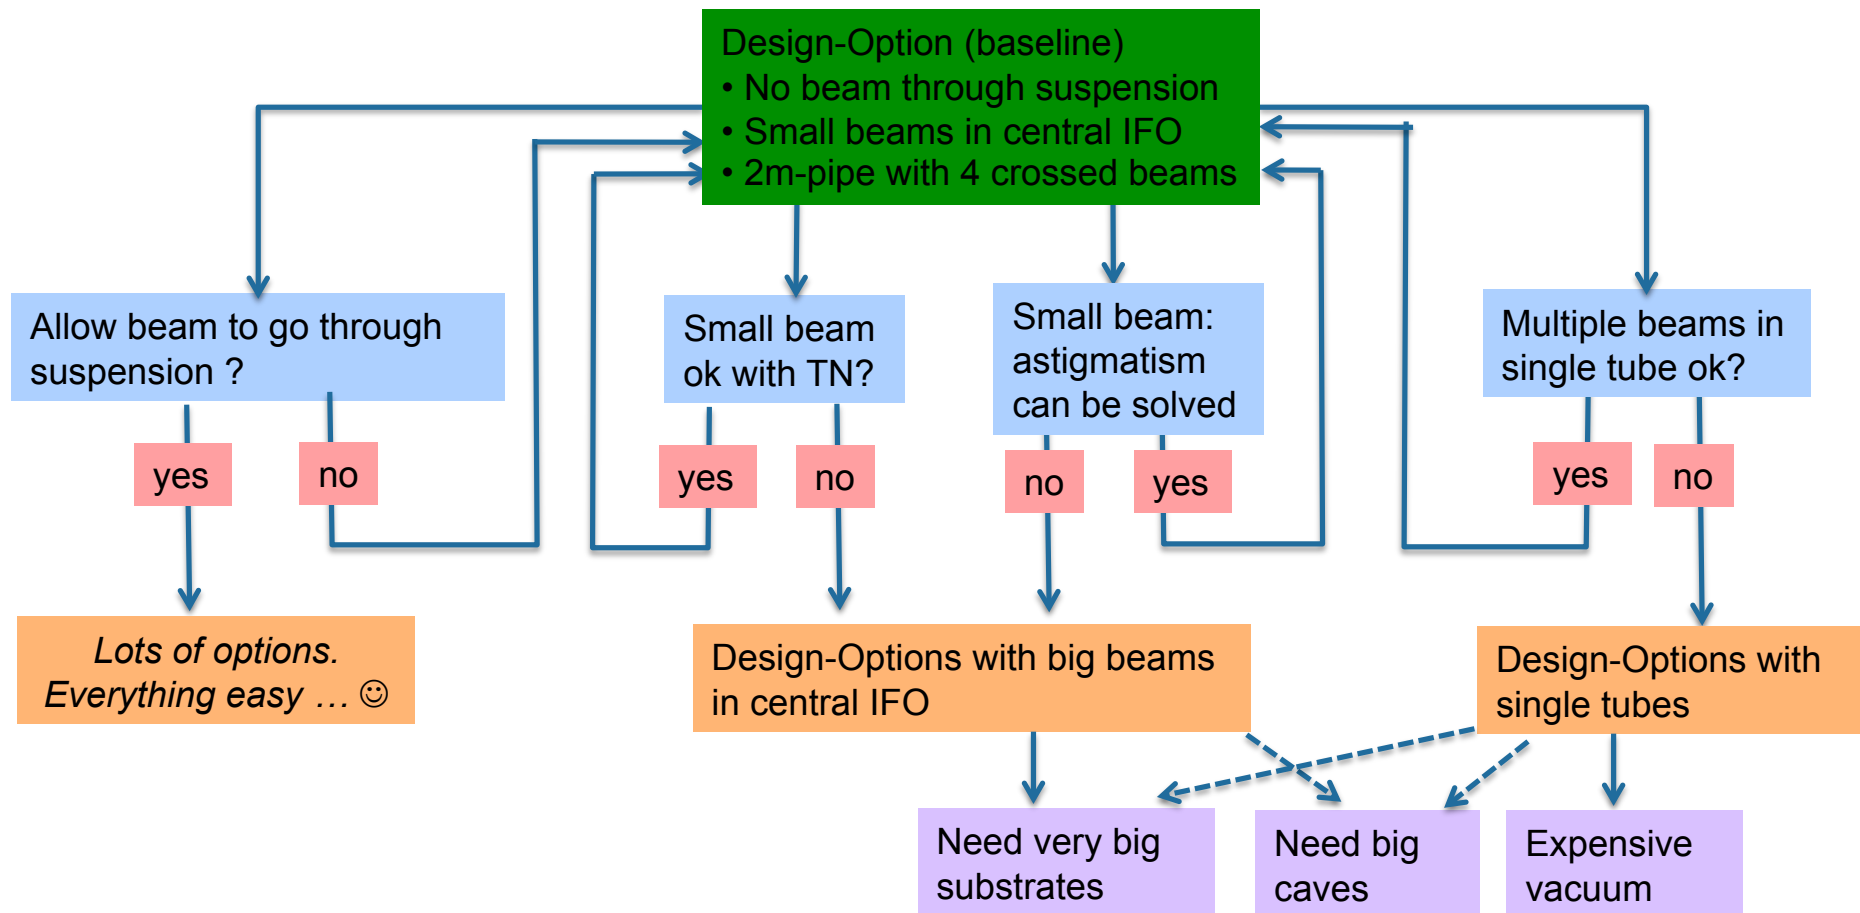 Design-Option (baseline)
• No beam through suspension
• Small beams in central IFO
• 2m-pipe with 4 crossed beams
Allow beam to go through
suspension ?
Small beam
ok with TN?
Small beam:
astigmatism
can be solved
Multiple beams in
single tube ok?
yes
no
yes
no
no
yes
yes
no
Lots of options.
Everything easy … ☺
Design-Options with big beams
in central IFO
Design-Options with
single tubes
Need very big
substrates
Need big
caves
Expensive
vacuum